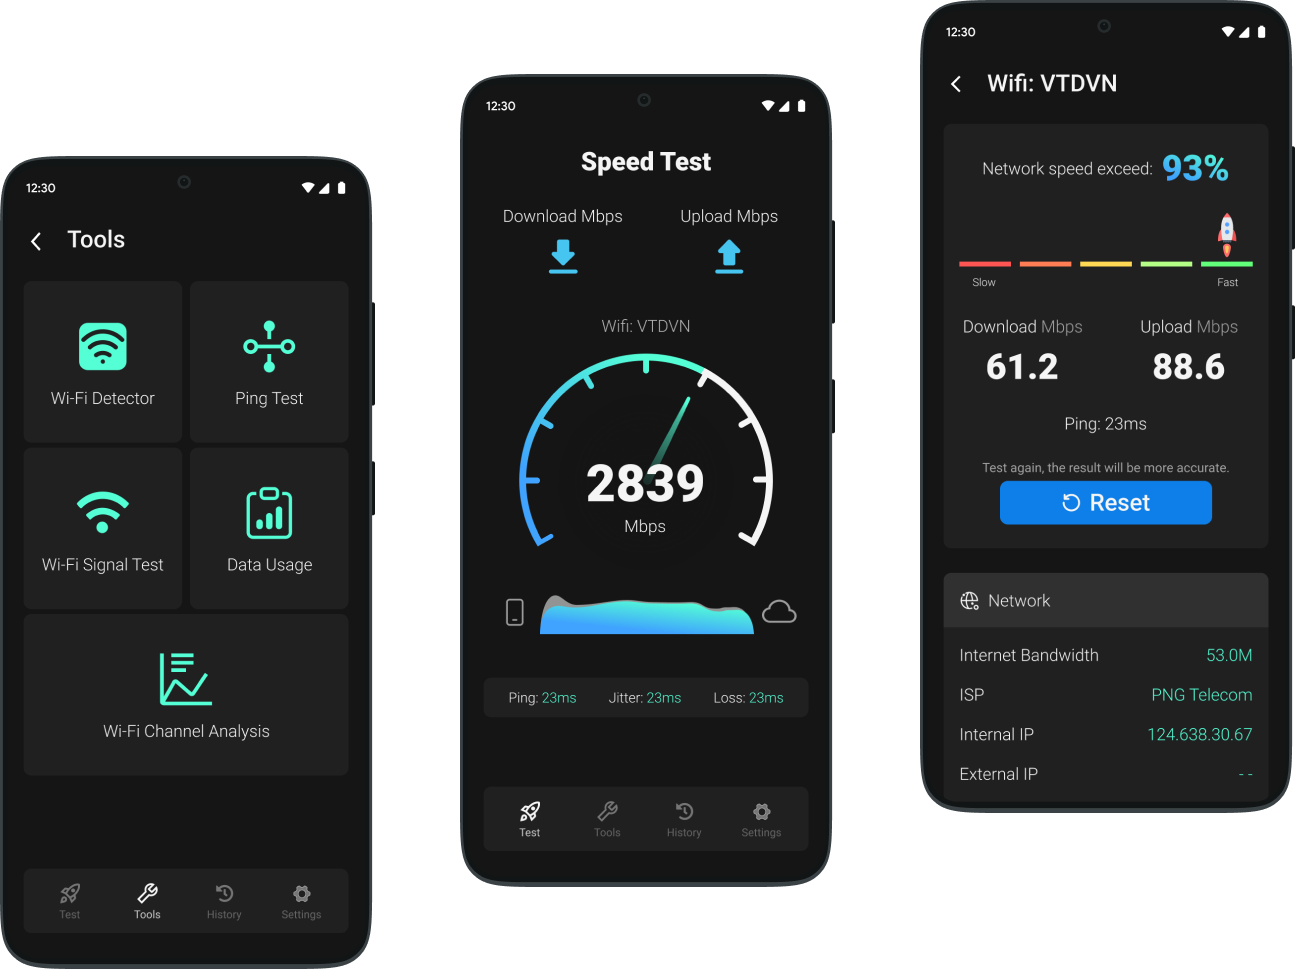 12:30
Tools
Wi-Fi Detector
Ping Test
Wi-Fi Signal Test
Data Usage
Wi-Fi Channel Analysis
Test Tools History Settings
12:30
Speed Test
Download Mbps Upload Mbps
Wifi: VTDVN
2839
Mbps
Ping: 23ms Jitter: 23ms Loss: 23ms
Test Tools History Settings
12:30
Wifi: VTDVN
Network speed exceed: 93%
Slow Fast
Download Mbps Upload Mbps
61.2 88.6
Ping: 23ms
Test again, the result will be more accurate.
Reset
Network
Internet Bandwidth 53.0M
ISP PNG Telecom
Internal IP 124.638.30.67
External IP - -